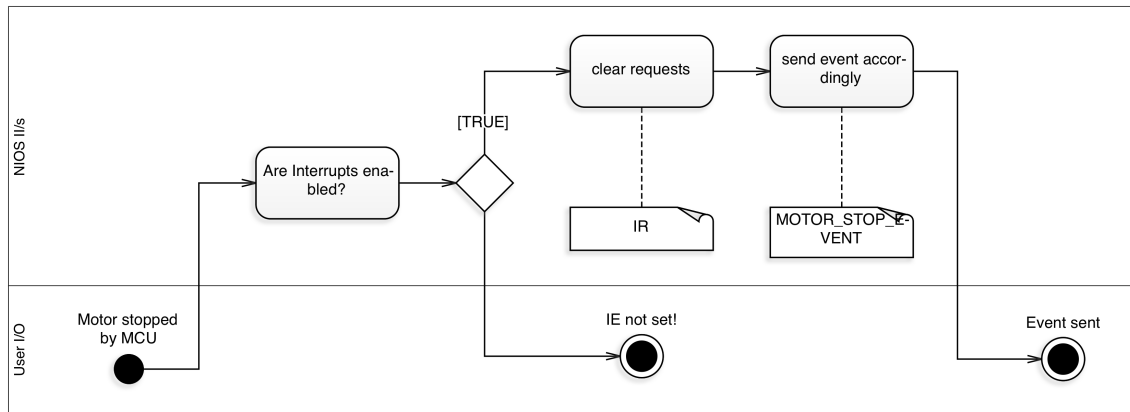 NIOS II/s
clear requests
send event accor-
dingly
[TRUE]
Are Interrupts ena-
bled?
IR
MOTOR_STOP_E-
VENT
User I/O
Motor stopped
by MCU
IE not set!
Event sent